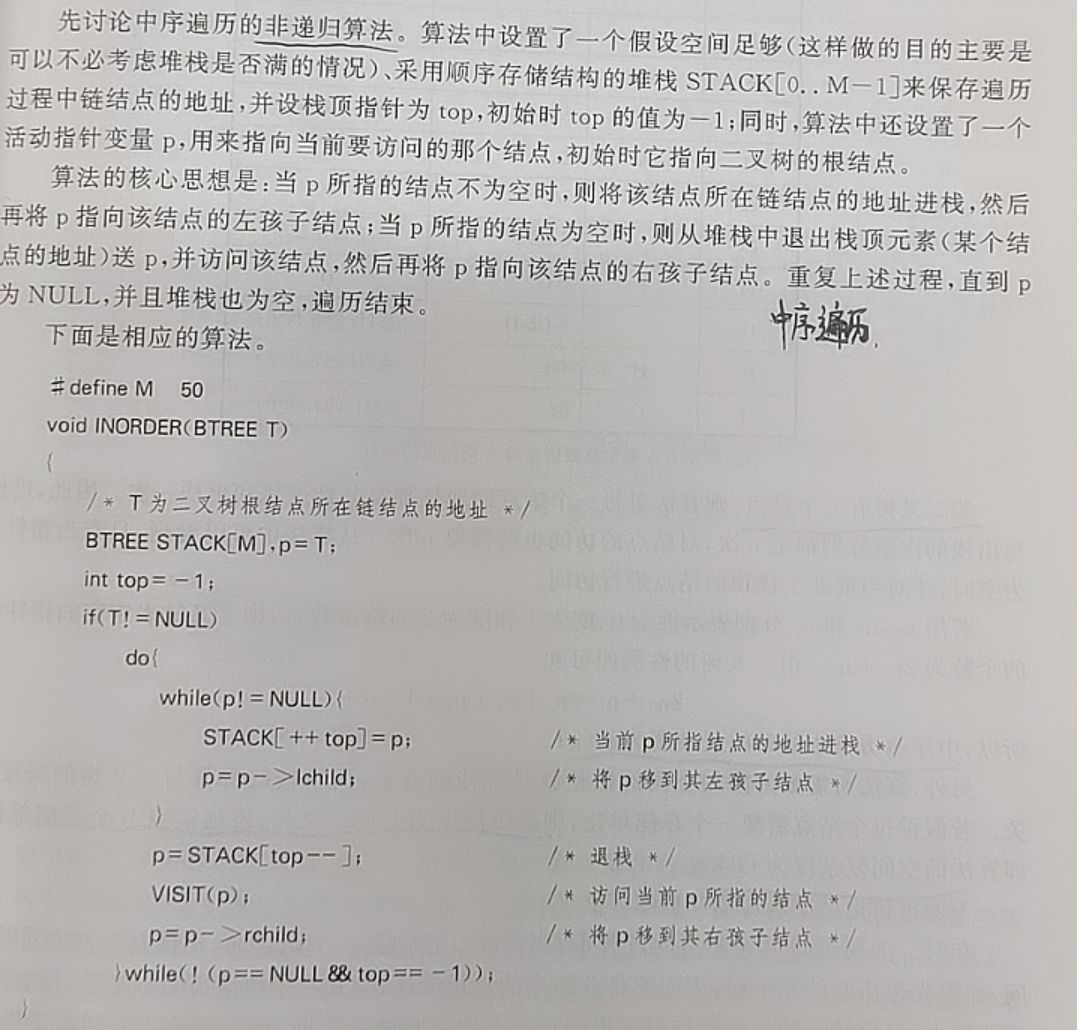 先讨论中序遍历的非递归算法。算法中设置了一个假设空间足够(这样做的目的主要是
可以不必考虑堆栈是否满的情况)、采用顺序存储结构的堆栈 STACK[0..M-1]来保存遍历
过程中链结点的地址,并设栈顶指针为 top,初始时 top 的值为-1;同时,算法中还设置了一个
活动指针变量 p,用来指向当前要访问的那个结点,初始时它指向二叉树的根结点。
算法的核心思想是:当 p 所指的结点不为空时,则将该结点所在链结点的地址进栈,然后
再将 p 指向该结点的左孩子结点;当 p 所指的结点为空时,则从堆栈中退出栈顶元素(某个结
点的地址)送 p,并访问该结点,然后再将 p 指向该结点的右孩子结点。重复上述过程,直到 p
为 NULL,并且堆栈也为空,遍历结束。
中序遍历.
下面是相应的算法。
#define M 50
void INORDER(BTREE T)
{
/* T 为二叉树根结点所在链结点的地址 */
BTREE STACK[M],p=T;
int top=-1;
if(T!=NULL)
do{
while(p!=NULL){
STACK[++top]=p; /* 当前 p 所指结点的地址进栈 */
p=p->lchild; /* 将 p 移到其左孩子结点 */
}
p=STACK[top--]; /* 退栈 */
VISIT(p); /* 访问当前 p 所指的结点 */
p=p->rchild; /* 将 p 移到其右孩子结点 */
}while(!(p==NULL && top==-1));
}